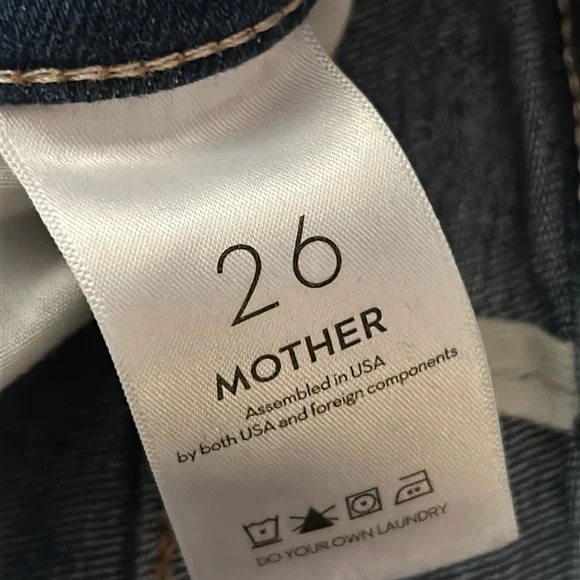 26
MOTHER
Assembled in USA
by both USA and foreign components
DO YOUR OWN LAUNDRY